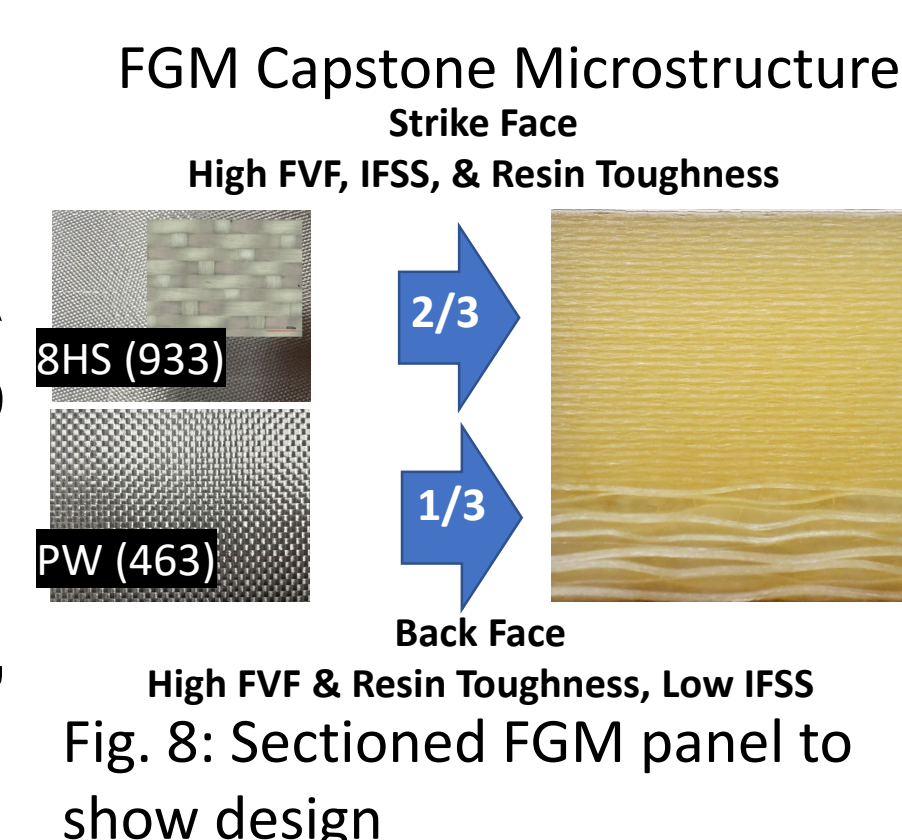 FGM Capstone Microstructure
Strike Face
High FVF, IFSS, & Resin Toughness
2/3
8HS (933)
1/3
PW (463)
Back Face
High FVF & Resin Toughness, Low IFSS
Fig. 8: Sectioned FGM panel to
show design